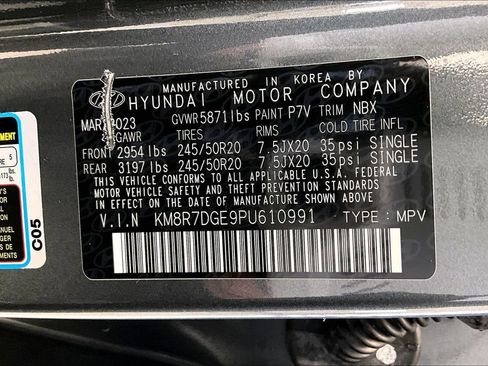 MANUFACTURED IN KOREA BY
HYUNDAI MOTOR COMPANY
GVWR 5871lbs PAINT P7V TRIM NBX
GAWR TIRES RIMS COLD TIRE INFL
FRONT 2954 lbs 245/50R20 7.5JX20 35psi SINGLE
REAR 3197 lbs 245/50R20 7.5JX20 35psi SINGLE
THIS VEHICLE CONFORMS TO ALL APPLICABLE U.S.A. FEDERAL
MOTOR VEHICLE SAFETY AND THEFT PREVENTION STANDARDS
IN EFFECT ON THE DATE OF MANUFACTURE SHOWN ABOVE.
V.I.N KM8R7DGE9PU610991 TYPE : MPV
C05
5